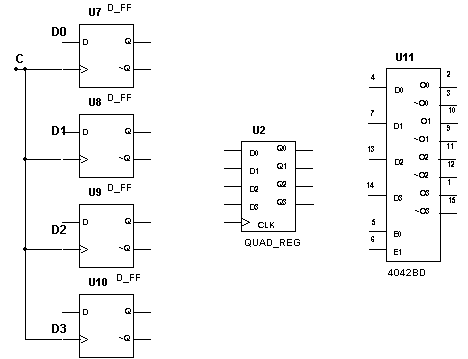 U7 D_FF
D0
D Q
C
~Q
U8 D_FF
D1
D Q
~Q
U9 D_FF
D2
D Q
~Q
U10 D_FF
D3
D Q
~Q
U2
D0 Q0
D1 Q1
D2 Q2
D3 Q3
CLK
QUAD_REG
U11
4 D0 O0 2
~O0 3
7 D1 O1 10
~O1 9
13 D2 O2 11
~O2 12
14 D3 O3 1
~O3 15
5 E0
6 E1
4042BD